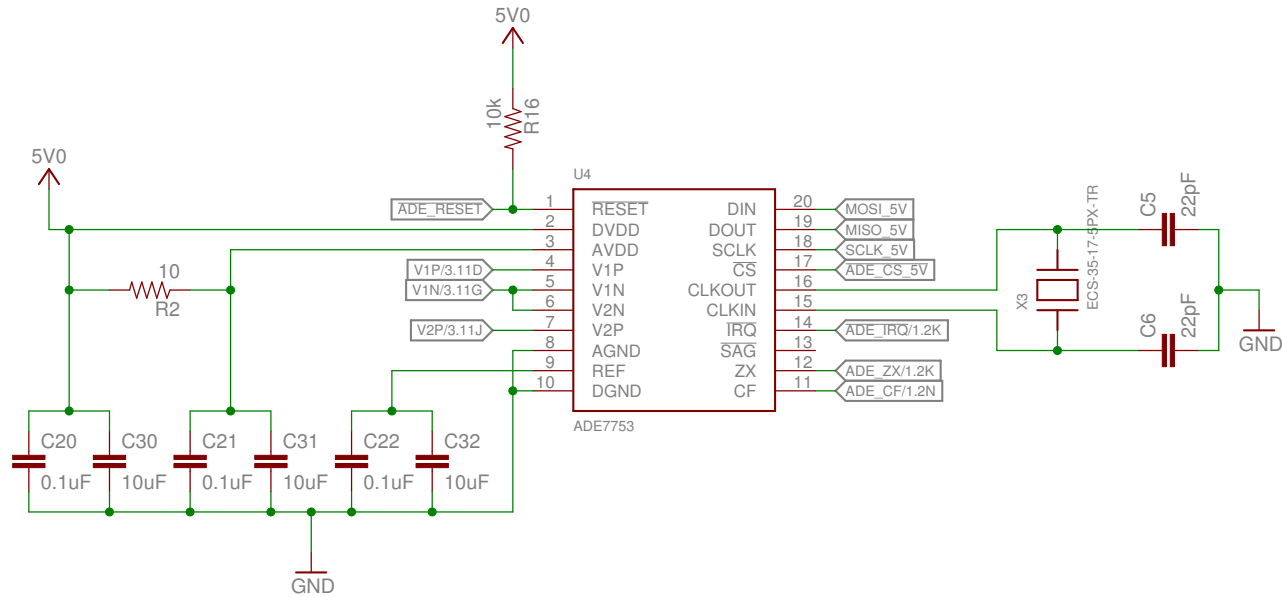 5V0
10k
R16
5V0
U4
ADE_RESET
1
RESET
DIN
20
MOSI_5V
2
DVDD
DOUT
19
MISO_5V
3
AVDD
SCLK
18
SCLK_5V
V1P/3.11D
4
V1P
CS
17
ADE_CS_5V
V1N/3.11G
5
V1N
CLKOUT
16
6
V2N
CLKIN
15
V2P/3.11J
7
V2P
IRQ
14
ADE_IRQ/1.2K
8
AGND
SAG
13
9
REF
ZX
12
ADE_ZX/1.2K
10
DGND
CF
11
ADE_CF/1.2N
ADE7753
10
R2
X3
ECS-35-17-5PX-TR
C5
22pF
C6
22pF
GND
C20
0.1uF
C30
10uF
C21
0.1uF
C31
10uF
C22
0.1uF
C32
10uF
GND